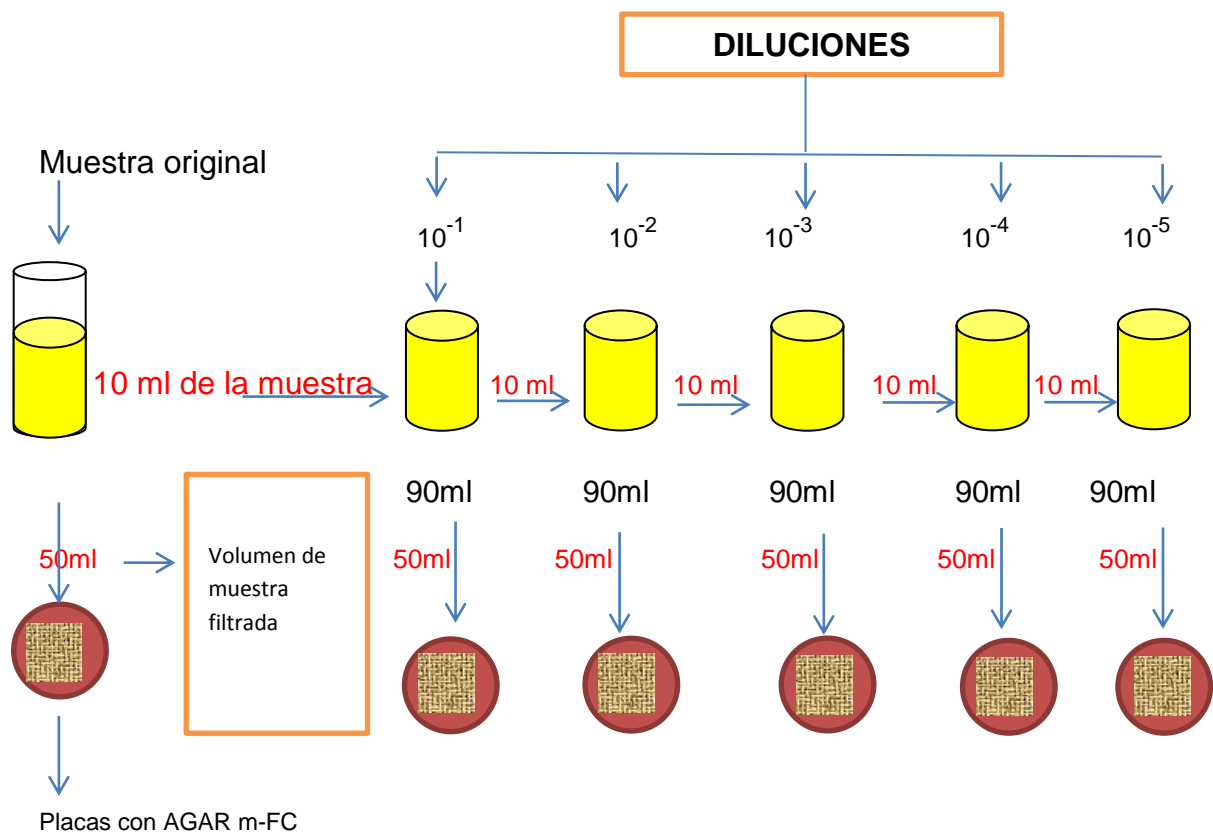 DILUCIONES
Muestra original
10⁻¹ 10⁻² 10⁻³ 10⁻⁴ 10⁻⁵
10 ml de la muestra 10 ml 10 ml 10 ml 10 ml
90ml 90ml 90ml 90ml 90ml
50ml
Volumen de
muestra
filtrada
50ml 50ml 50ml 50ml 50ml
Placas con AGAR m-FC